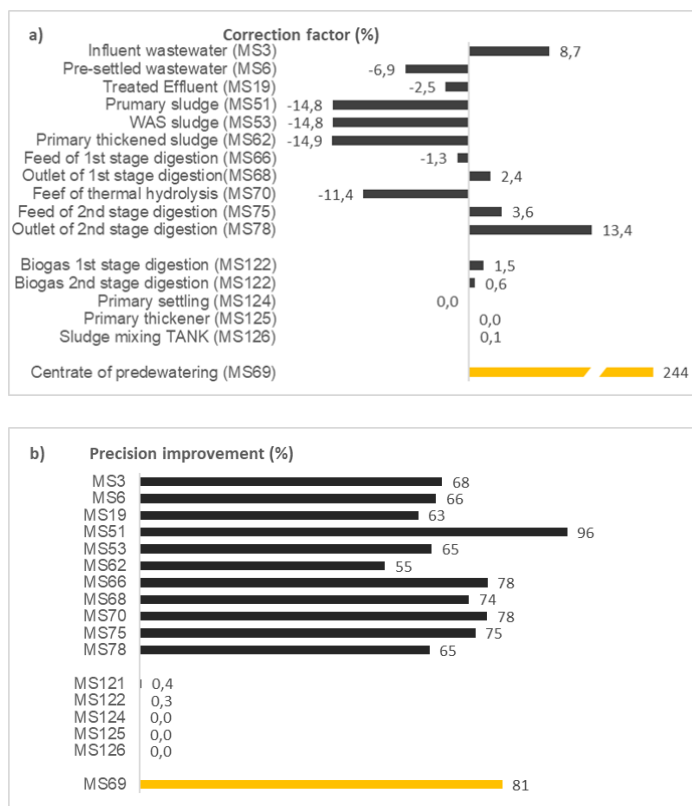 a) Correction factor (%)
Influent wastewater (MS3) 8,7
Pre-settled wastewater (MS6) -6,9
Treated Effluent (MS19) -2,5
Prumary sludge (MS51) -14,8
WAS sludge (MS53) -14,8
Primary thickened sludge (MS62) -14,9
Feed of 1st stage digestion (MS66) -1,3
Outlet of 1st stage digestion(MS68) 2,4
Feef of thermal hydrolysis (MS70) -11,4
Feed of 2nd stage digestion (MS75) 3,6
Outlet of 2nd stage digestion (MS78) 13,4
Biogas 1st stage digestion (MS122) 1,5
Biogas 2nd stage digestion (MS122) 0,6
Primary settling (MS124) 0,0
Primary thickener (MS125) 0,0
Sludge mixing TANK (MS126) 0,1
Centrate of predewatering (MS69) 244
b) Precision improvement (%)
MS3 68
MS6 66
MS19 63
MS51 96
MS53 65
MS62 55
MS66 78
MS68 74
MS70 78
MS75 75
MS78 65
MS121 0,4
MS122 0,3
MS124 0,0
MS125 0,0
MS126 0,0
MS69 81